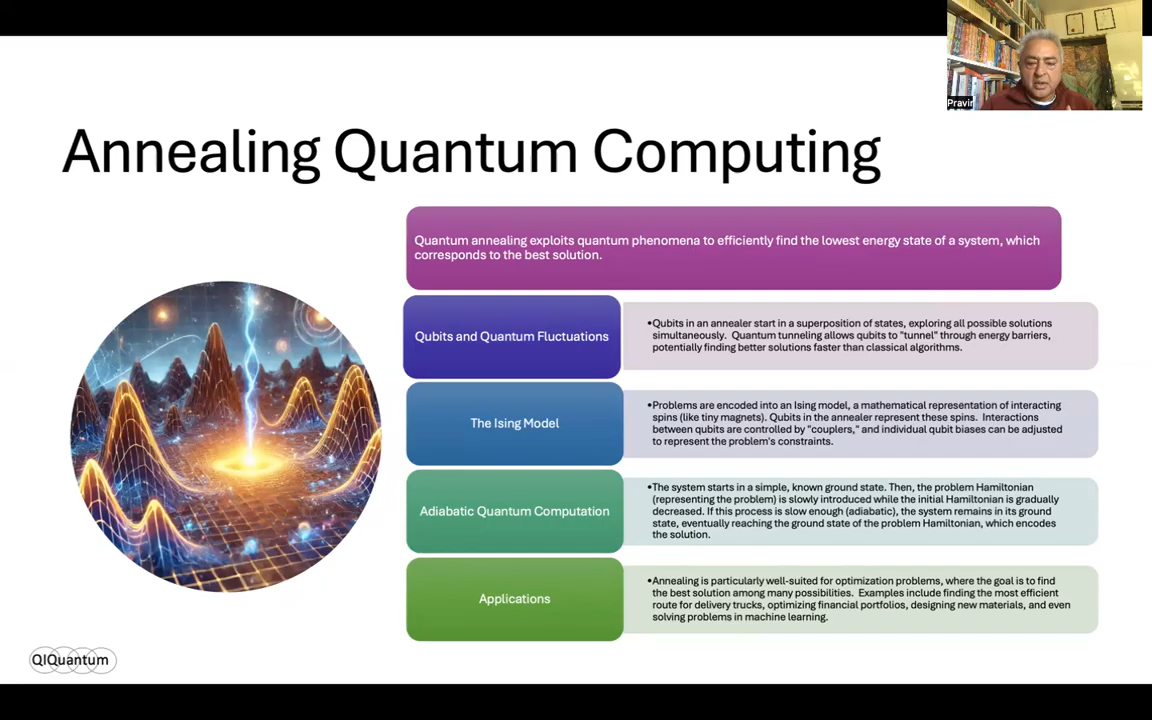 Pravir
Annealing Quantum Computing
Quantum annealing exploits quantum phenomena to efficiently find the lowest energy state of a system, which
corresponds to the best solution.
Qubits and Quantum Fluctuations
•Qubits in an annealer start in a superposition of states, exploring all possible solutions
simultaneously. Quantum tunneling allows qubits to "tunnel" through energy barriers,
potentially finding better solutions faster than classical algorithms.
The Ising Model
•Problems are encoded into an Ising model, a mathematical representation of interacting
spins (like tiny magnets). Qubits in the annealer represent these spins. Interactions
between qubits are controlled by "couplers," and individual qubit biases can be adjusted
to represent the problem's constraints.
Adiabatic Quantum Computation
•The system starts in a simple, known ground state. Then, the problem Hamiltonian
(representing the problem) is slowly introduced while the initial Hamiltonian is gradually
decreased. If this process is slow enough (adiabatic), the system remains in its ground
state, eventually reaching the ground state of the problem Hamiltonian, which encodes
the solution.
Applications
•Annealing is particularly well-suited for optimization problems, where the goal is to find
the best solution among many possibilities. Examples include finding the most efficient
route for delivery trucks, optimizing financial portfolios, designing new materials, and even
solving problems in machine learning.
QIQuantum